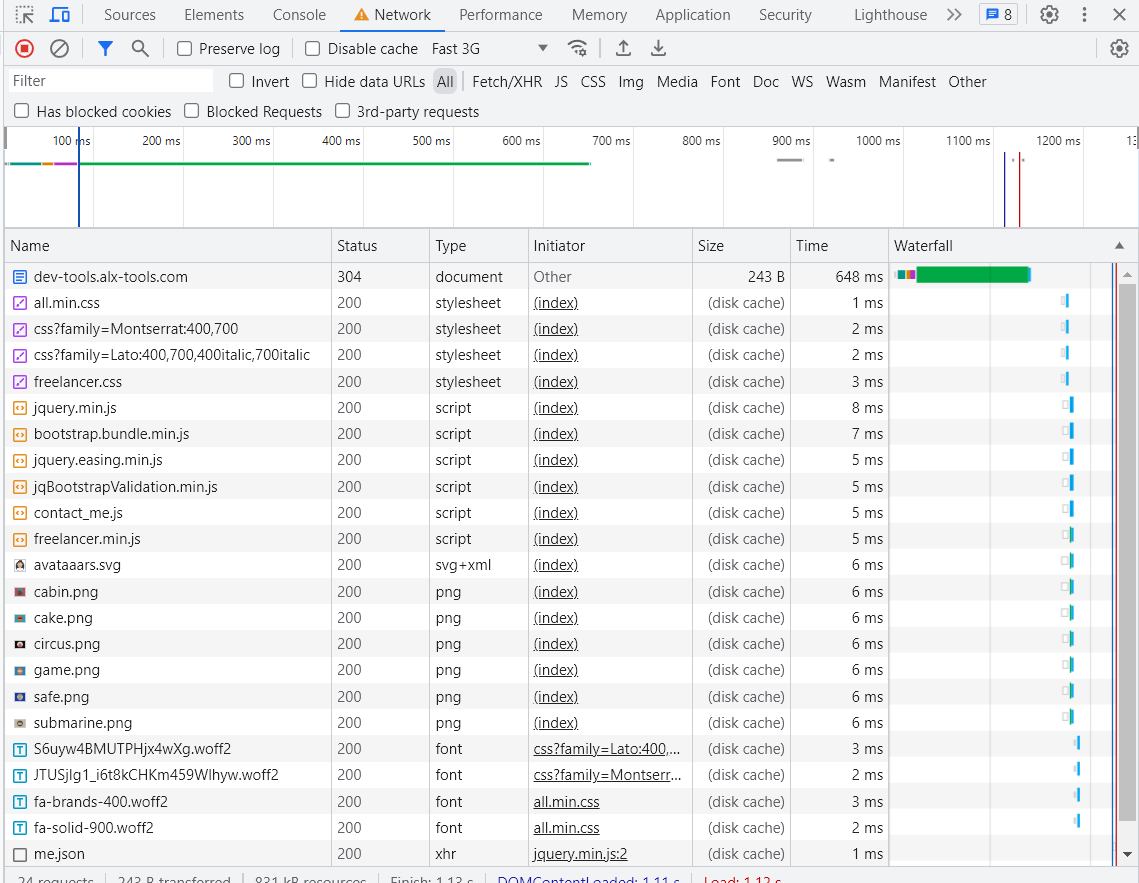 Sources Elements Console Network Performance Memory Application Security Lighthouse 8
Preserve log Disable cache Fast 3G
Filter Invert Hide data URLs All Fetch/XHR JS CSS Img Media Font Doc WS Wasm Manifest Other
Has blocked cookies Blocked Requests 3rd-party requests
100 ms 200 ms 300 ms 400 ms 500 ms 600 ms 700 ms 800 ms 900 ms 1000 ms 1100 ms 1200 ms
Name Status Type Initiator Size Time Waterfall
dev-tools.alx-tools.com 304 document Other 243 B 648 ms
all.min.css 200 stylesheet (index) (disk cache) 1 ms
css?family=Montserrat:400,700 200 stylesheet (index) (disk cache) 2 ms
css?family=Lato:400,700,400italic,700italic 200 stylesheet (index) (disk cache) 2 ms
freelancer.css 200 stylesheet (index) (disk cache) 3 ms
jquery.min.js 200 script (index) (disk cache) 8 ms
bootstrap.bundle.min.js 200 script (index) (disk cache) 7 ms
jquery.easing.min.js 200 script (index) (disk cache) 5 ms
jqBootstrapValidation.min.js 200 script (index) (disk cache) 5 ms
contact_me.js 200 script (index) (disk cache) 5 ms
freelancer.min.js 200 script (index) (disk cache) 5 ms
avataaars.svg 200 svg+xml (index) (disk cache) 6 ms
cabin.png 200 png (index) (disk cache) 6 ms
cake.png 200 png (index) (disk cache) 6 ms
circus.png 200 png (index) (disk cache) 6 ms
game.png 200 png (index) (disk cache) 6 ms
safe.png 200 png (index) (disk cache) 6 ms
submarine.png 200 png (index) (disk cache) 6 ms
S6uyw4BMUTPHjx4wXg.woff2 200 font css?family=Lato:400,... (disk cache) 3 ms
JTUSjIg1_i6t8kCHKm459Wlhyw.woff2 200 font css?family=Montserr... (disk cache) 2 ms
fa-brands-400.woff2 200 font all.min.css (disk cache) 3 ms
fa-solid-900.woff2 200 font all.min.css (disk cache) 2 ms
me.json 200 xhr jquery.min.js:2 (disk cache) 1 ms
24 requests 243 B transferred 831 kB resources Finish: 1.13 s DOMContentLoaded: 1.11 s Load: 1.12 s